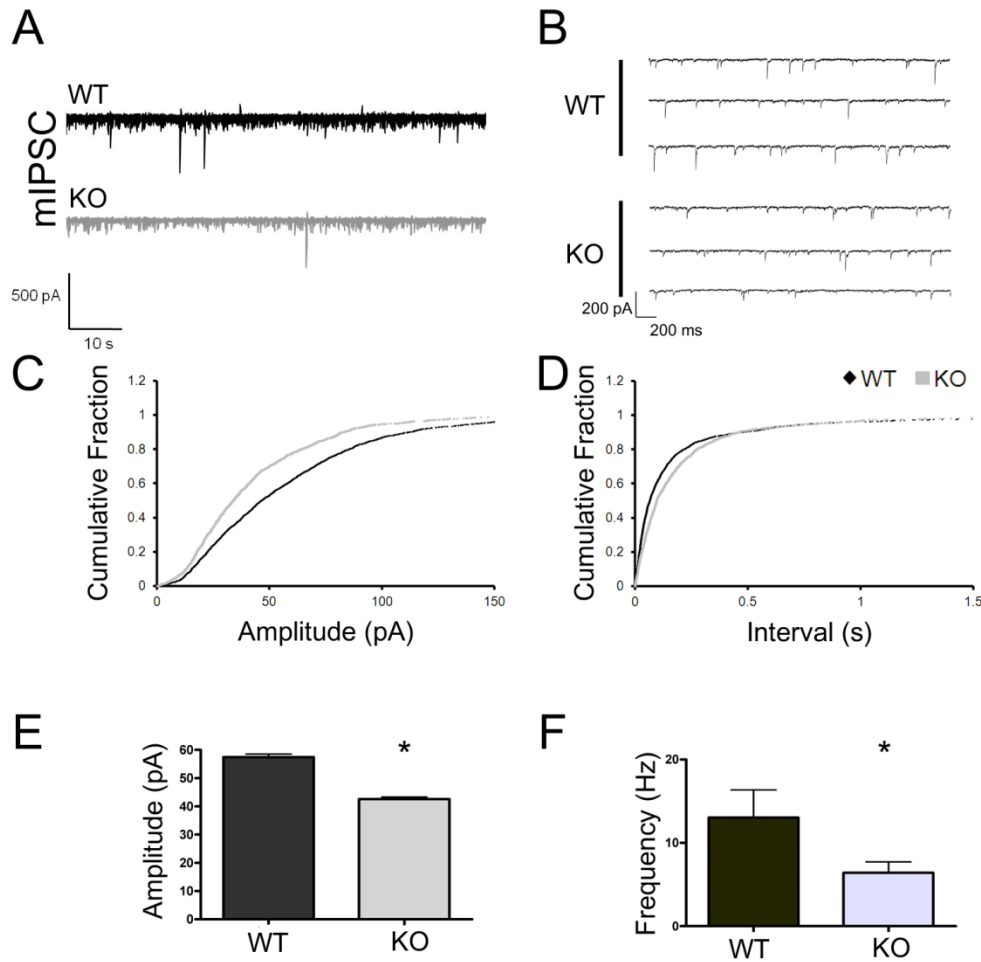 A
B
mIPSC
WT
KO
500 pA
10 s
WT
KO
200 pA
200 ms
C
Cumulative Fraction
1.2
1
0.8
0.6
0.4
0.2
0
0
50
100
150
Amplitude (pA)
D
WT KO
Cumulative Fraction
1.2
1
0.8
0.6
0.4
0.2
0
0
0.5
1
1.5
Interval (s)
E
Amplitude (pA)
60
50
40
30
20
10
0
*
WT
KO
F
Frequency (Hz)
20
10
0
*
WT
KO